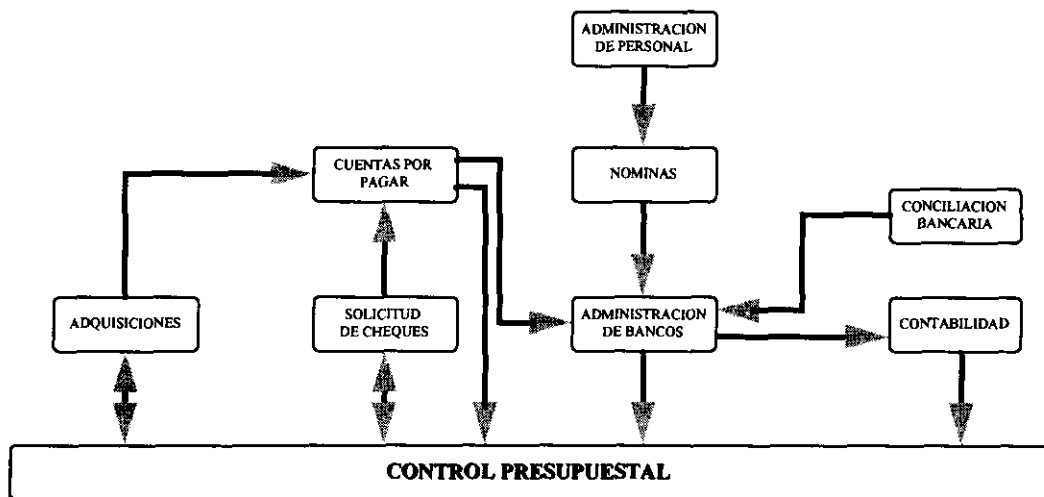 ADMINISTRACION
DE PERSONAL
CUENTAS POR
PAGAR
NOMINAS
CONCILIACION
BANCARIA
ADQUISICIONES
SOLICITUD
DE CHEQUES
ADMINISTRACION
DE BANCOS
CONTABILIDAD
CONTROL PRESUPUESTAL